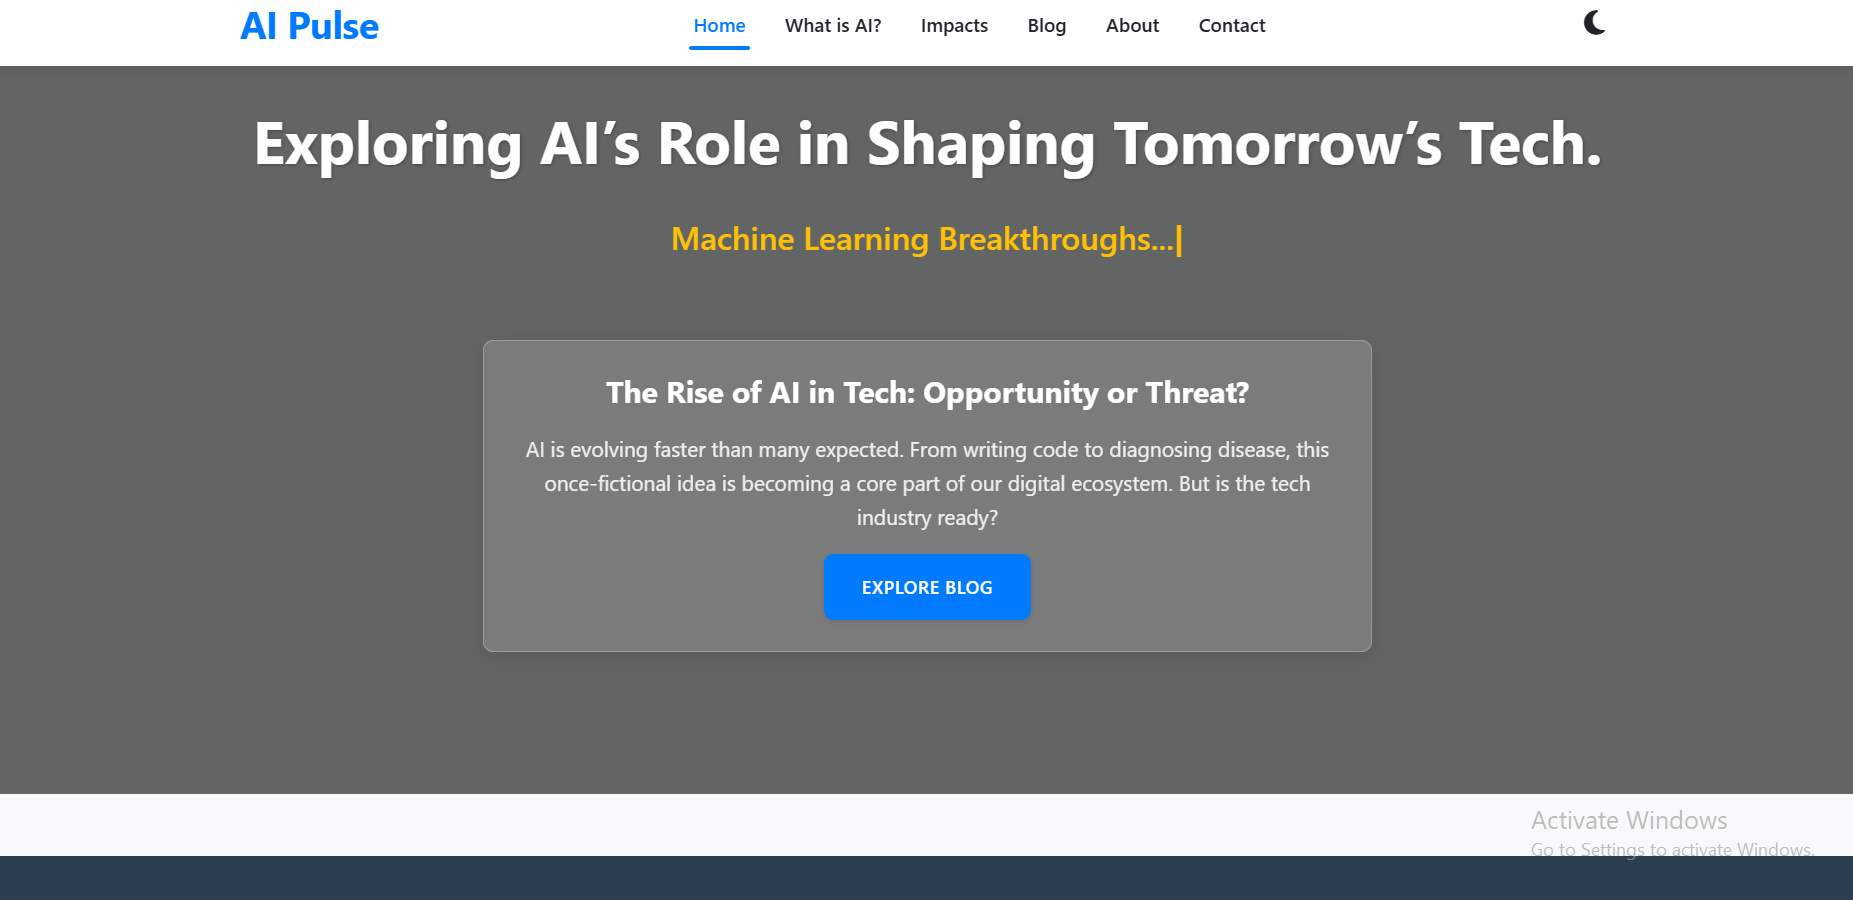 AI Pulse
Home What is AI? Impacts Blog About Contact
Exploring AI’s Role in Shaping Tomorrow’s Tech.
Machine Learning Breakthroughs...|
The Rise of AI in Tech: Opportunity or Threat?
AI is evolving faster than many expected. From writing code to diagnosing disease, this
once-fictional idea is becoming a core part of our digital ecosystem. But is the tech
industry ready?
EXPLORE BLOG
Activate Windows
Go to Settings to activate Windows.